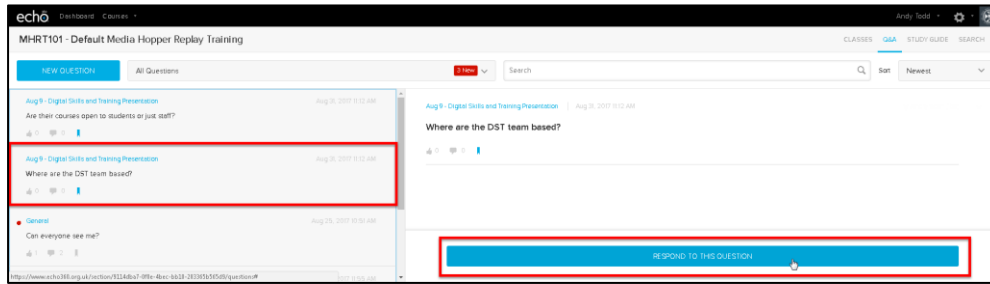 echo Dashboard Courses Andy Todd
MHRT101 - Default Media Hopper Replay Training CLASSES Q&A STUDY GUIDE SEARCH
NEW QUESTION All Questions 3 New Search Sort Newest
Aug 9 - Digital Skills and Training Presentation Aug 31, 2017 11:12 AM
Are their courses open to students or just staff?
0 0
Aug 9 - Digital Skills and Training Presentation Aug 31, 2017 11:12 AM
Where are the DST team based?
0 0
General Aug 29, 2017 10:51 AM
Can everyone see me?
1 2
Aug 9 - Digital Skills and Training Presentation Aug 31, 2017 11:12 AM
Where are the DST team based?
0 0
RESPOND TO THIS QUESTION